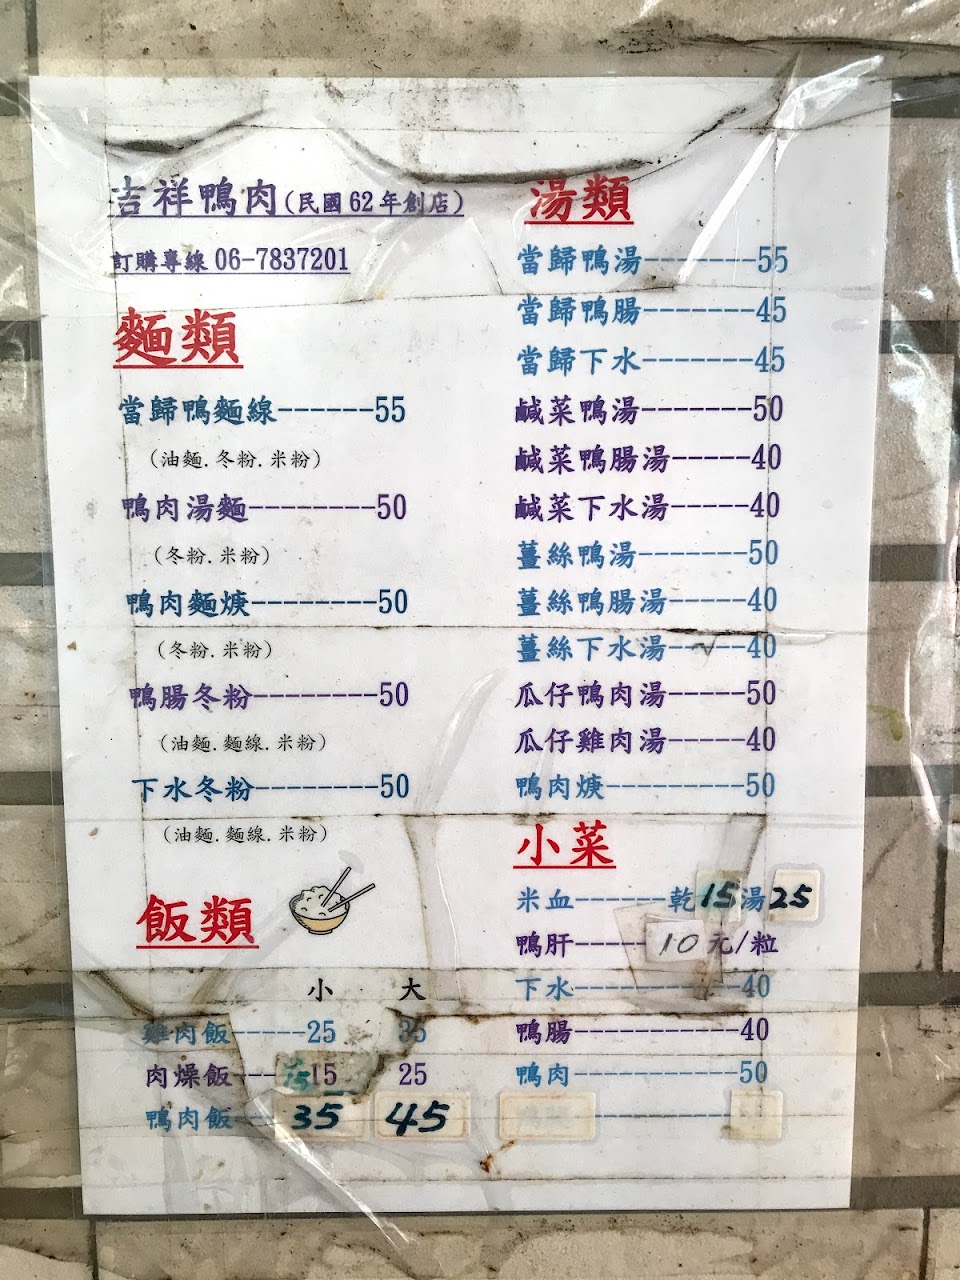 吉祥鴨肉(民國62年創店)
訂購專線 06-7837201
麵類
當歸鴨麵線------55
(油麵.冬粉.米粉)
鴨肉湯麵--------50
(冬粉.米粉)
鴨肉麵焿--------50
(冬粉.米粉)
鴨腸冬粉--------50
(油麵.麵線.米粉)
下水冬粉--------50
(油麵.麵線.米粉)
飯類
小 大
雞肉飯-----25 35
肉燥飯---15 25
鴨肉飯 35 45
湯類
當歸鴨湯-------55
當歸鴨腸-------45
當歸下水-------45
鹹菜鴨湯-------50
鹹菜鴨腸湯-----40
鹹菜下水湯-----40
薑絲鴨湯-------50
薑絲鴨腸湯-----40
薑絲下水湯-----40
瓜仔鴨肉湯-----50
瓜仔雞肉湯-----40
鴨肉焿---------50
小菜
米血------乾15湯25
鴨肝-----10元/粒
下水-----------40
鴨腸-----------40
鴨肉-----------50